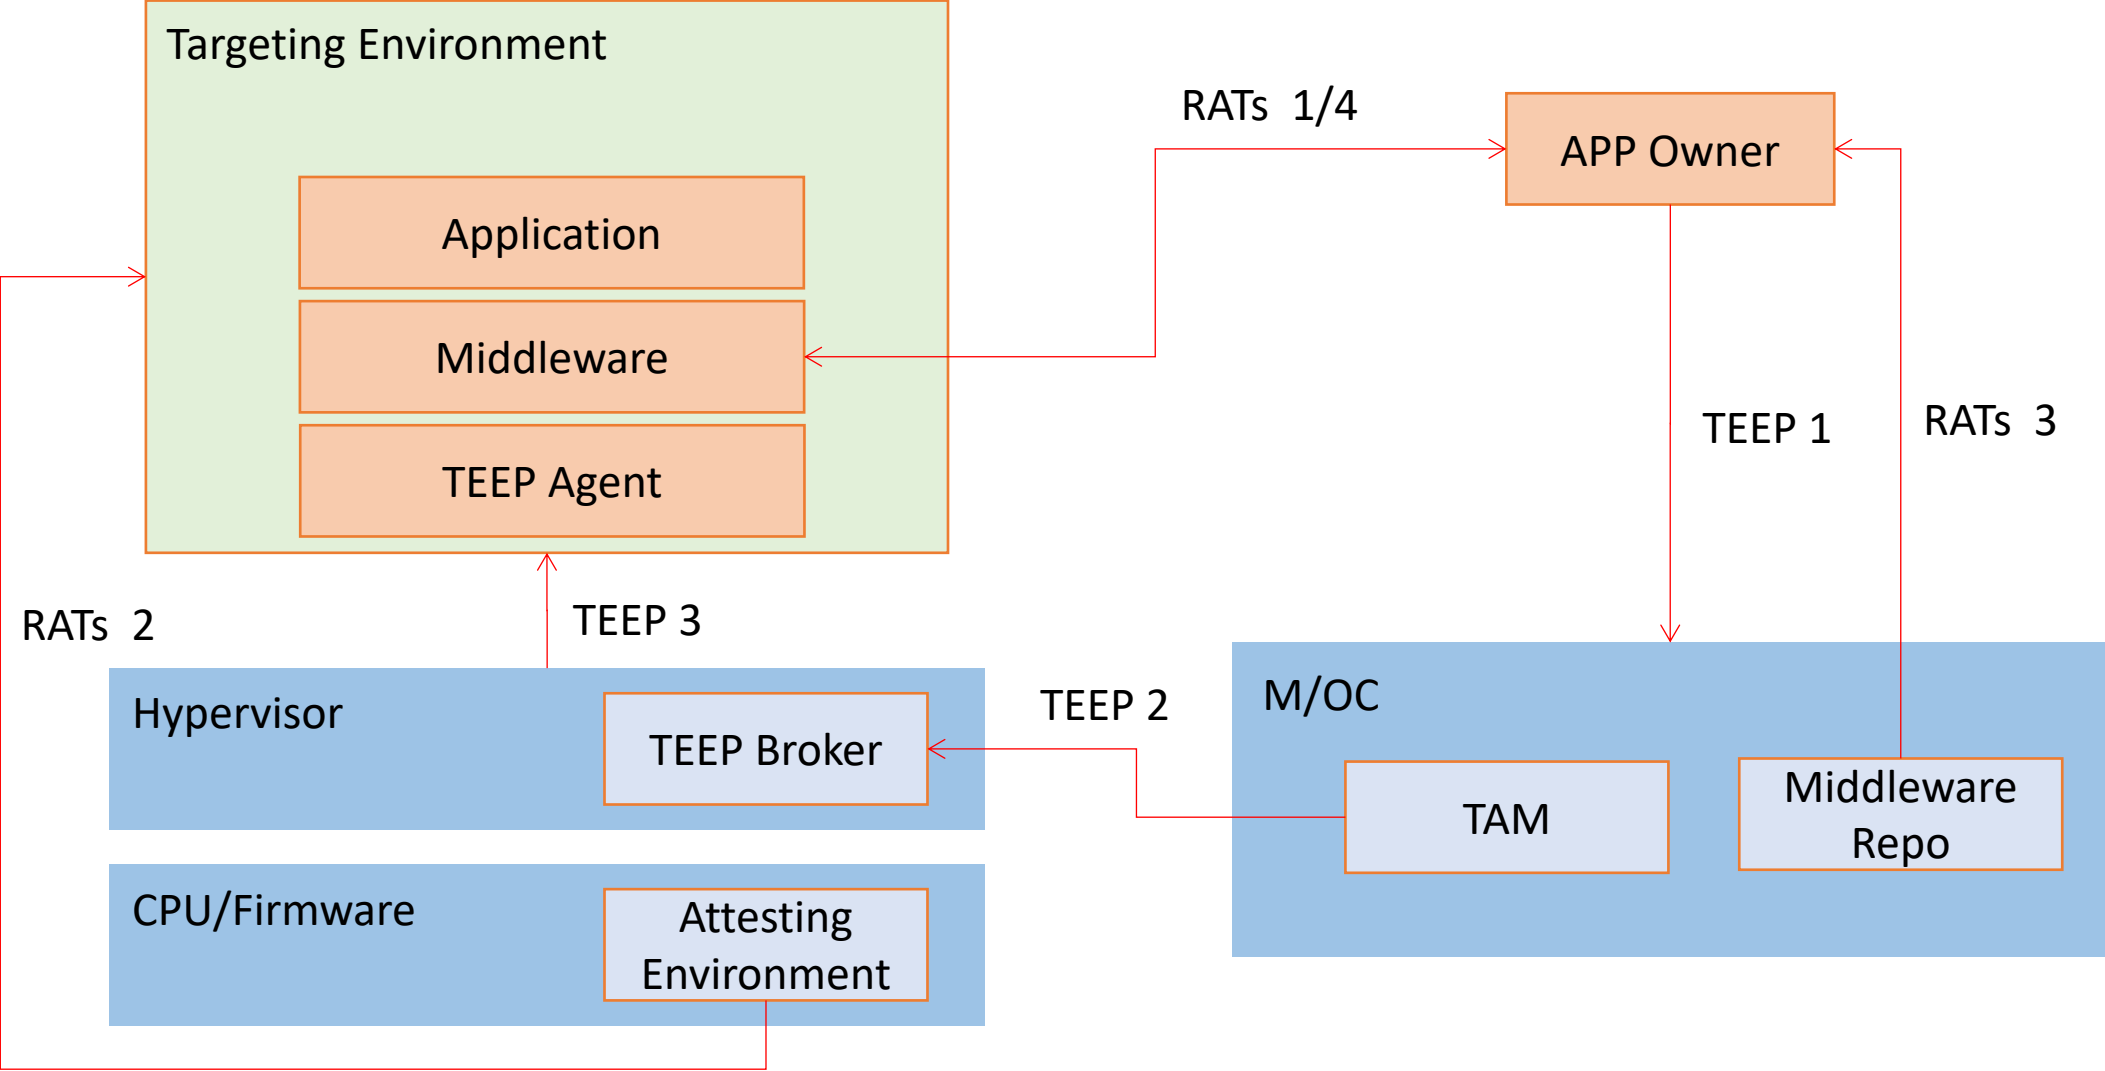 Targeting Environment
RATs 1/4
APP Owner
Application
Middleware
TEEP Agent
TEEP 1
RATs 3
RATs 2
TEEP 3
Hypervisor
TEEP Broker
TEEP 2
M/OC
TAM
Middleware
Repo
CPU/Firmware
Attesting
Environment